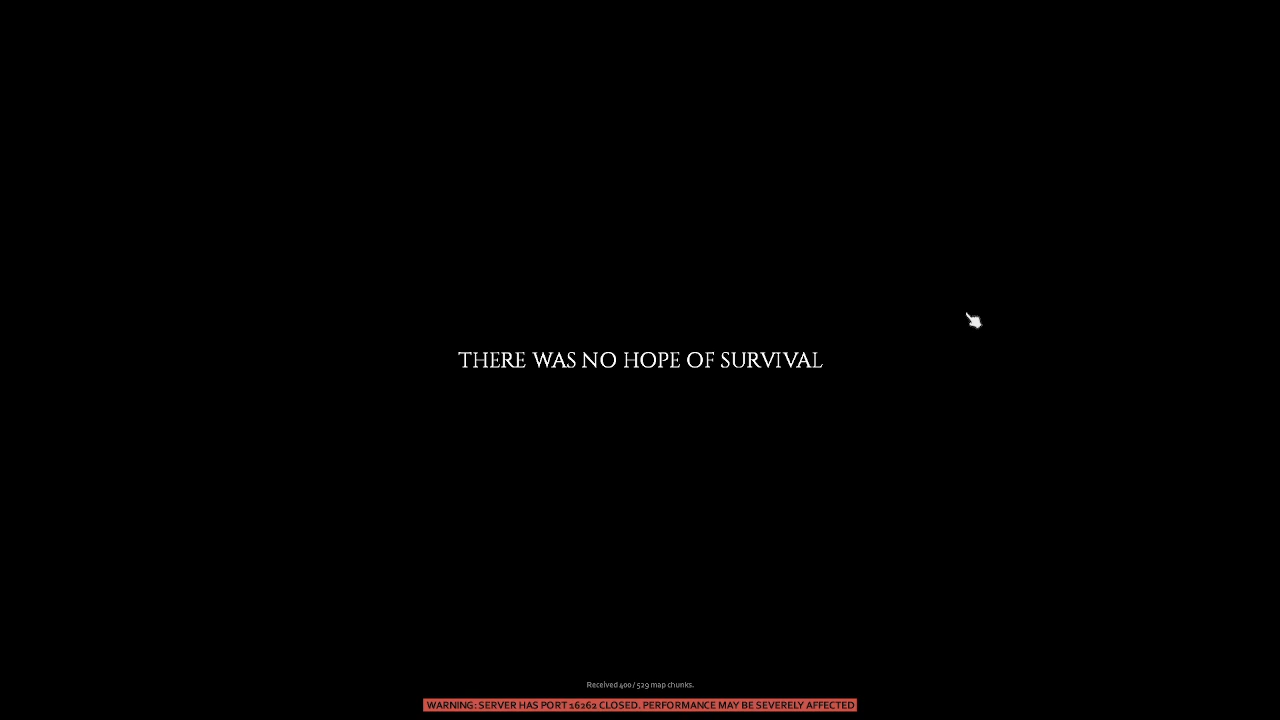 THERE WAS NO HOPE OF SURVIVAL
Received 400 / 529 map chunks.
WARNING: SERVER HAS PORT 16262 CLOSED. PERFORMANCE MAY BE SEVERELY AFFECTED